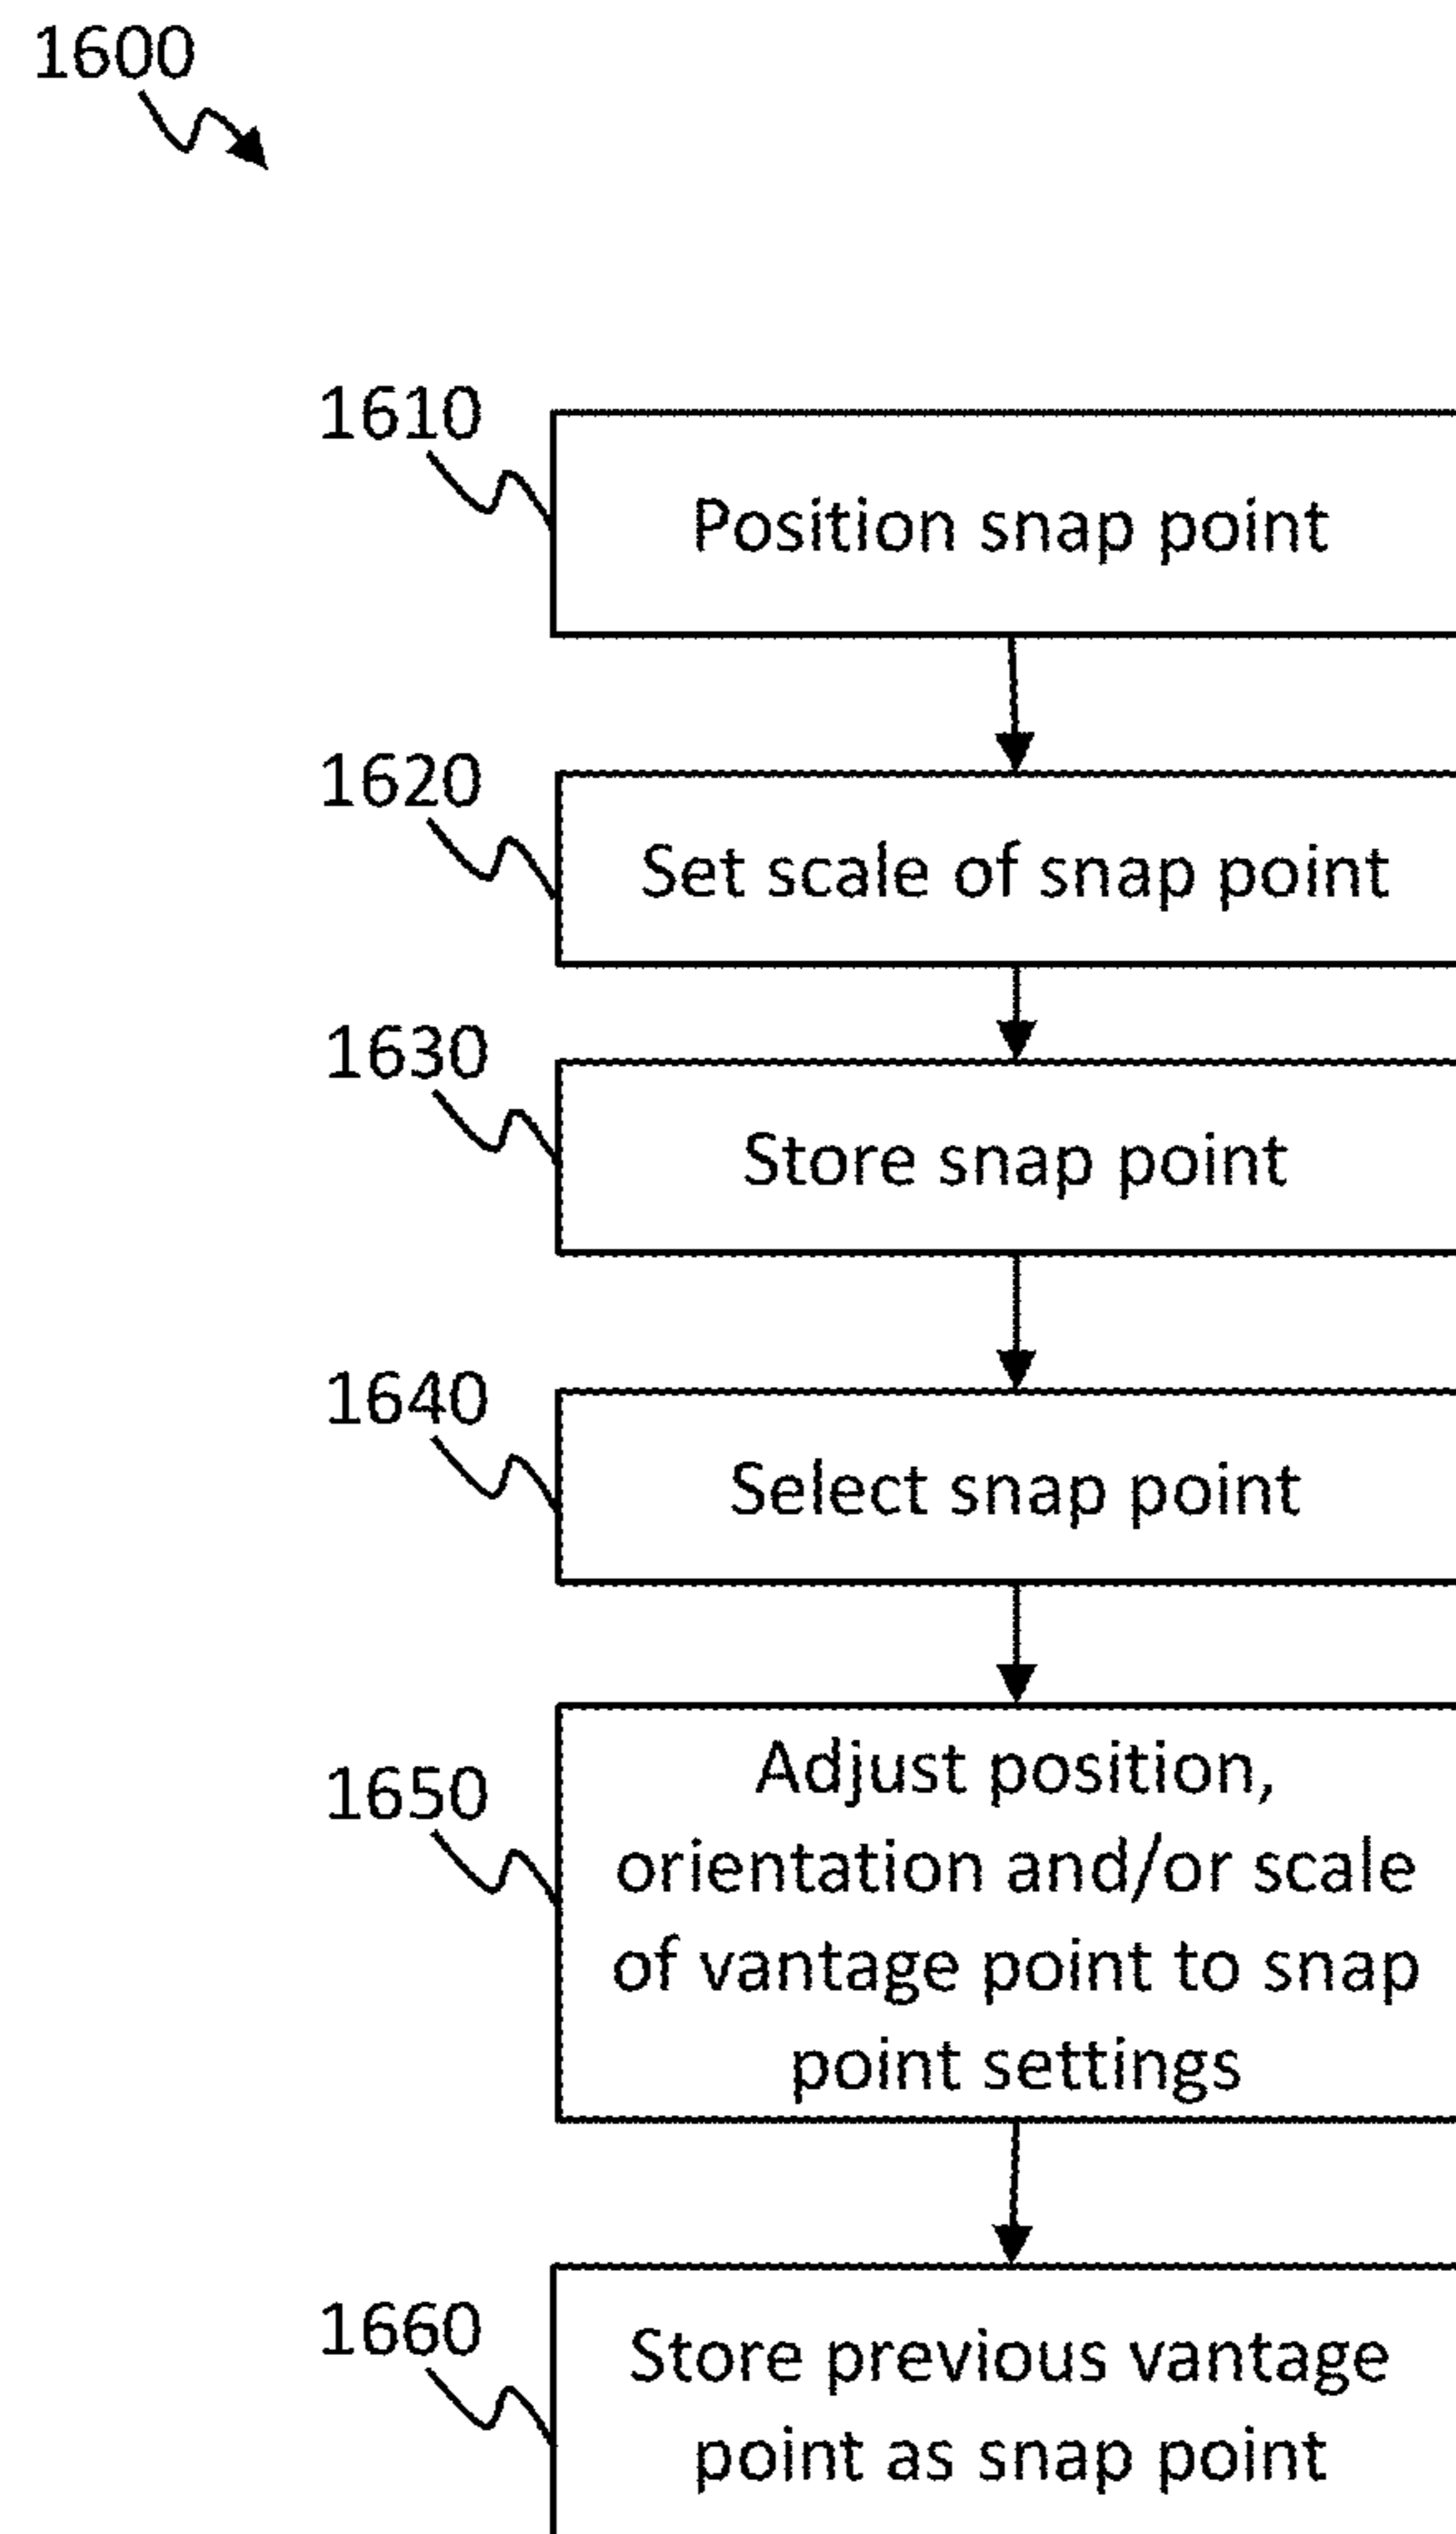 1600
1610
Position snap point
1620
Set scale of snap point
1630
Store snap point
1640
Select snap point
1650
Adjust position,
orientation and/or scale
of vantage point to snap
point settings
1660
Store previous vantage
point as snap point